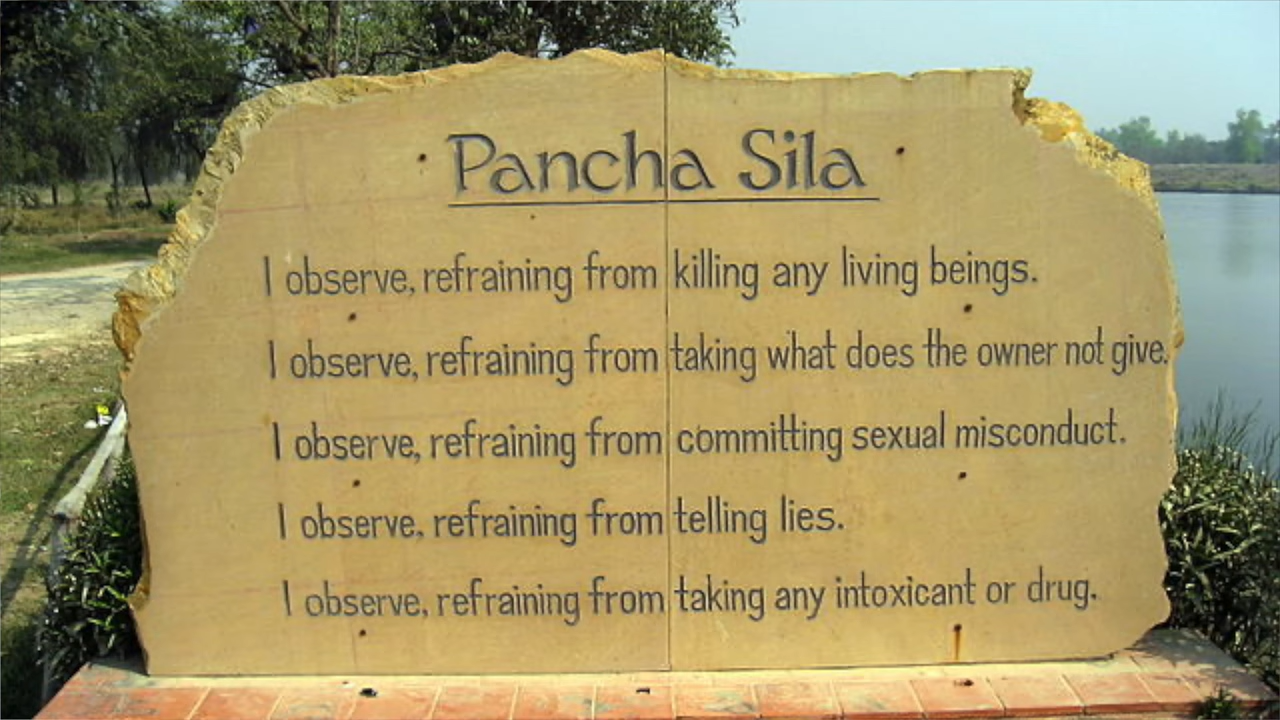 Pancha Sila
I observe, refraining from killing any living beings.
I observe, refraining from taking what does the owner not give.
I observe, refraining from committing sexual misconduct.
I observe, refraining from telling lies.
I observe, refraining from taking any intoxicant or drug.